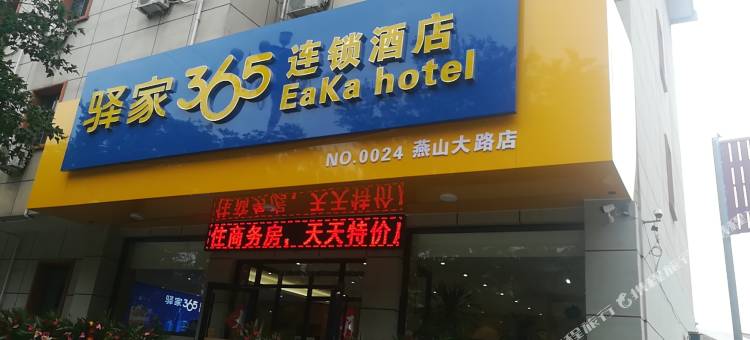 驿家365连锁酒店
EaKa hotel
NO.0024 燕山大路店
住商务房，天天特价
驿家365